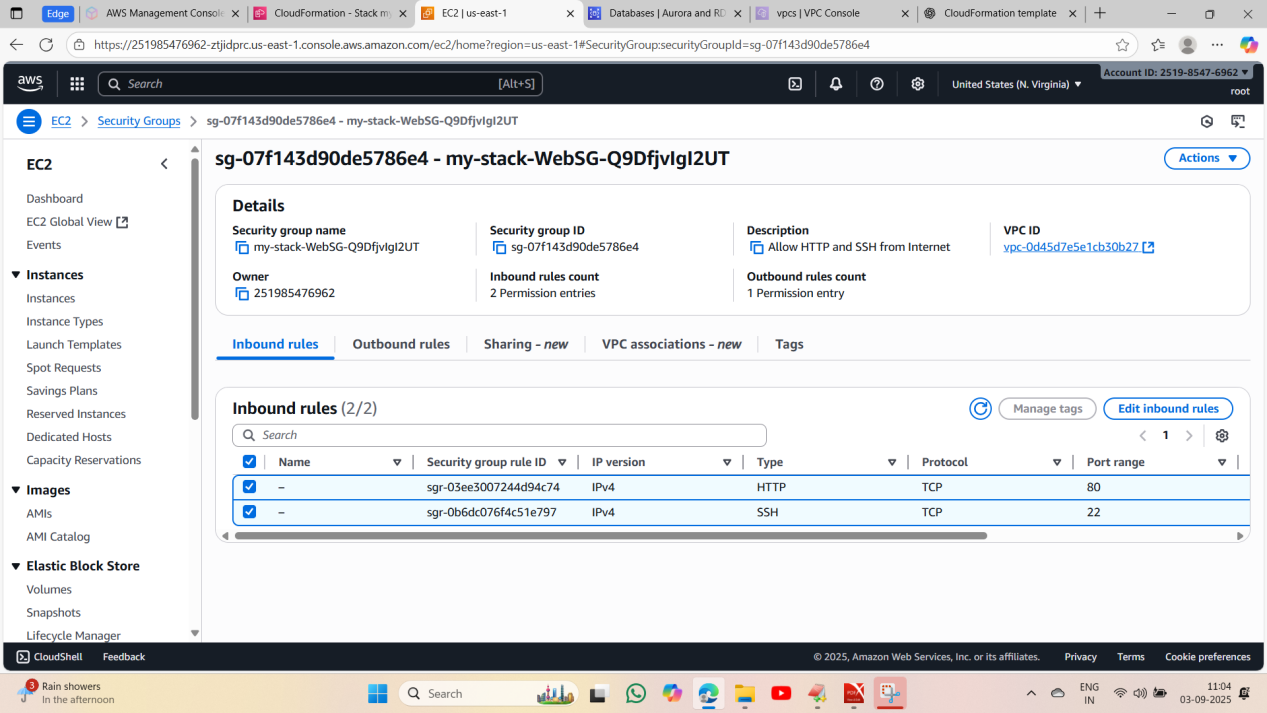 Edge
AWS Management Console
CloudFormation - Stack my
EC2 | us-east-1
Databases | Aurora and RD
vpcs | VPC Console
CloudFormation template
https://251985476962-ztjidprc.us-east-1.console.aws.amazon.com/ec2/home?region=us-east-1#SecurityGroup:securityGroupId=sg-07f143d90de5786e4
aws
Search [Alt+S]
United States (N. Virginia)
Account ID: 2519-8547-6962
root
EC2 Security Groups sg-07f143d90de5786e4 - my-stack-WebSG-Q9DfjvIgI2UT
EC2
Dashboard
EC2 Global View
Events
Instances
Instances
Instance Types
Launch Templates
Spot Requests
Savings Plans
Reserved Instances
Dedicated Hosts
Capacity Reservations
Images
AMIs
AMI Catalog
Elastic Block Store
Volumes
Snapshots
Lifecycle Manager
sg-07f143d90de5786e4 - my-stack-WebSG-Q9DfjvIgI2UT
Actions
Details
Security group name
my-stack-WebSG-Q9DfjvIgI2UT
Security group ID
sg-07f143d90de5786e4
Description
Allow HTTP and SSH from Internet
VPC ID
vpc-0d45d7e5e1cb30b27
Owner
251985476962
Inbound rules count
2 Permission entries
Outbound rules count
1 Permission entry
Inbound rules Outbound rules Sharing - new VPC associations - new Tags
Inbound rules (2/2)
Manage tags Edit inbound rules
Search
1
Name Security group rule ID IP version Type Protocol Port range
– sgr-03ee3007244d94c74 IPv4 HTTP TCP 80
– sgr-0b6dc076f4c51e797 IPv4 SSH TCP 22
CloudShell Feedback © 2025, Amazon Web Services, Inc. or its affiliates. Privacy Terms Cookie preferences
3
Rain showers
In the afternoon
Search
ENG
IN
11:04
03-09-2025